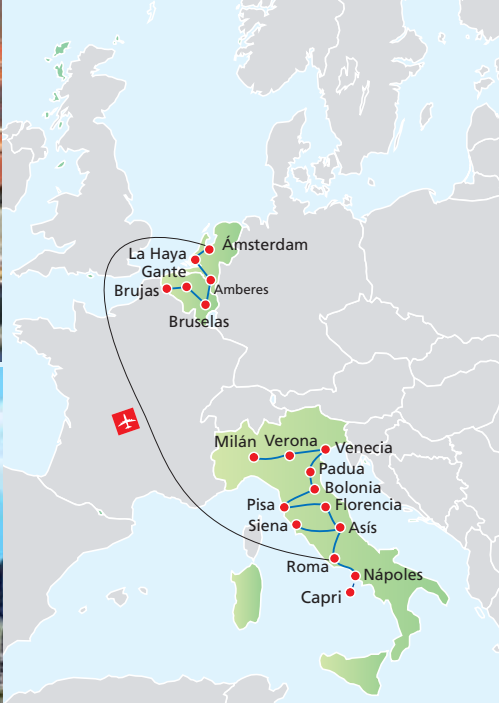 Ámsterdam
La Haya
Gante
Brujas
Amberes
Bruselas
Milán
Verona
Venecia
Padua
Bolonia
Pisa
Florencia
Siena
Asís
Roma
Nápoles
Capri